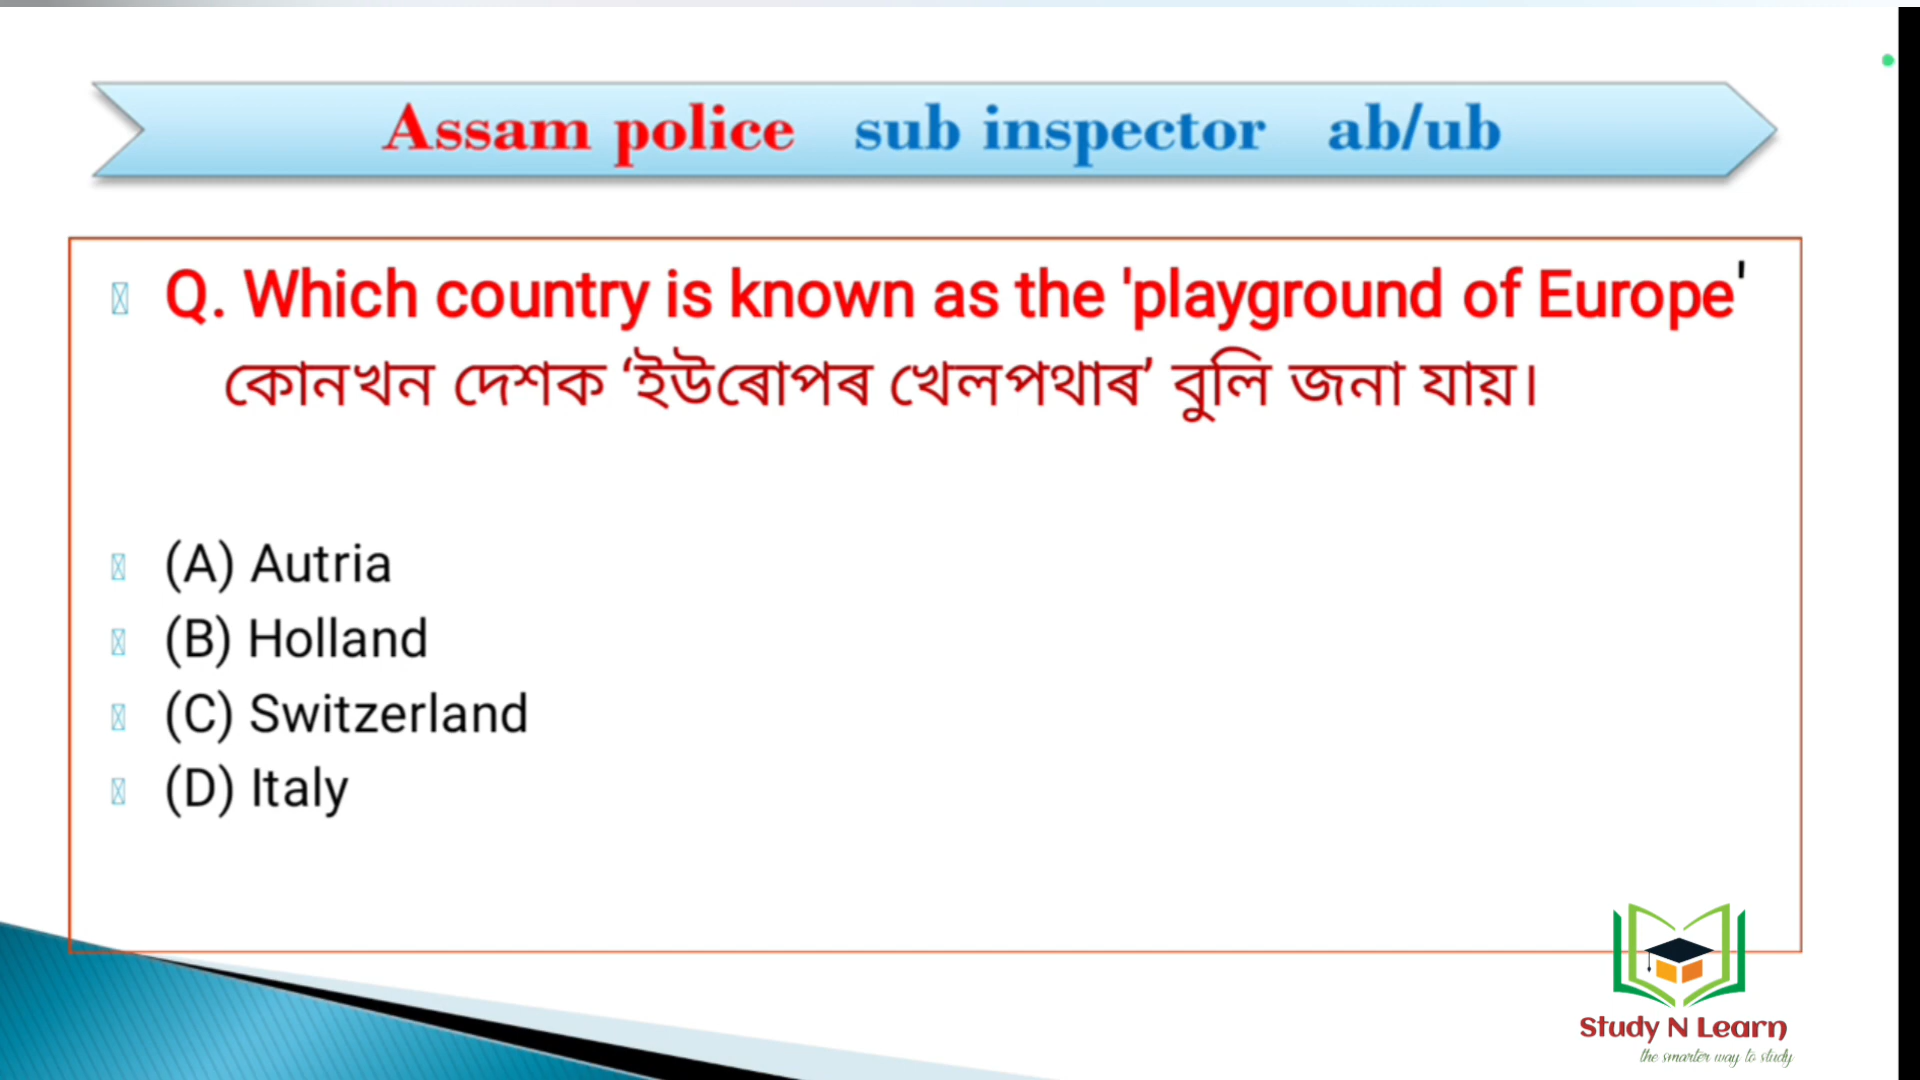 Assam police sub inspector ab/ub
Q. Which country is known as the 'playground of Europe'
কোনখন দেশক ‘ইউৰোপৰ খেলপথাৰ’ বুলি জনা যায়।
(A) Autria
(B) Holland
(C) Switzerland
(D) Italy
Study N Learn
the smarter way to study